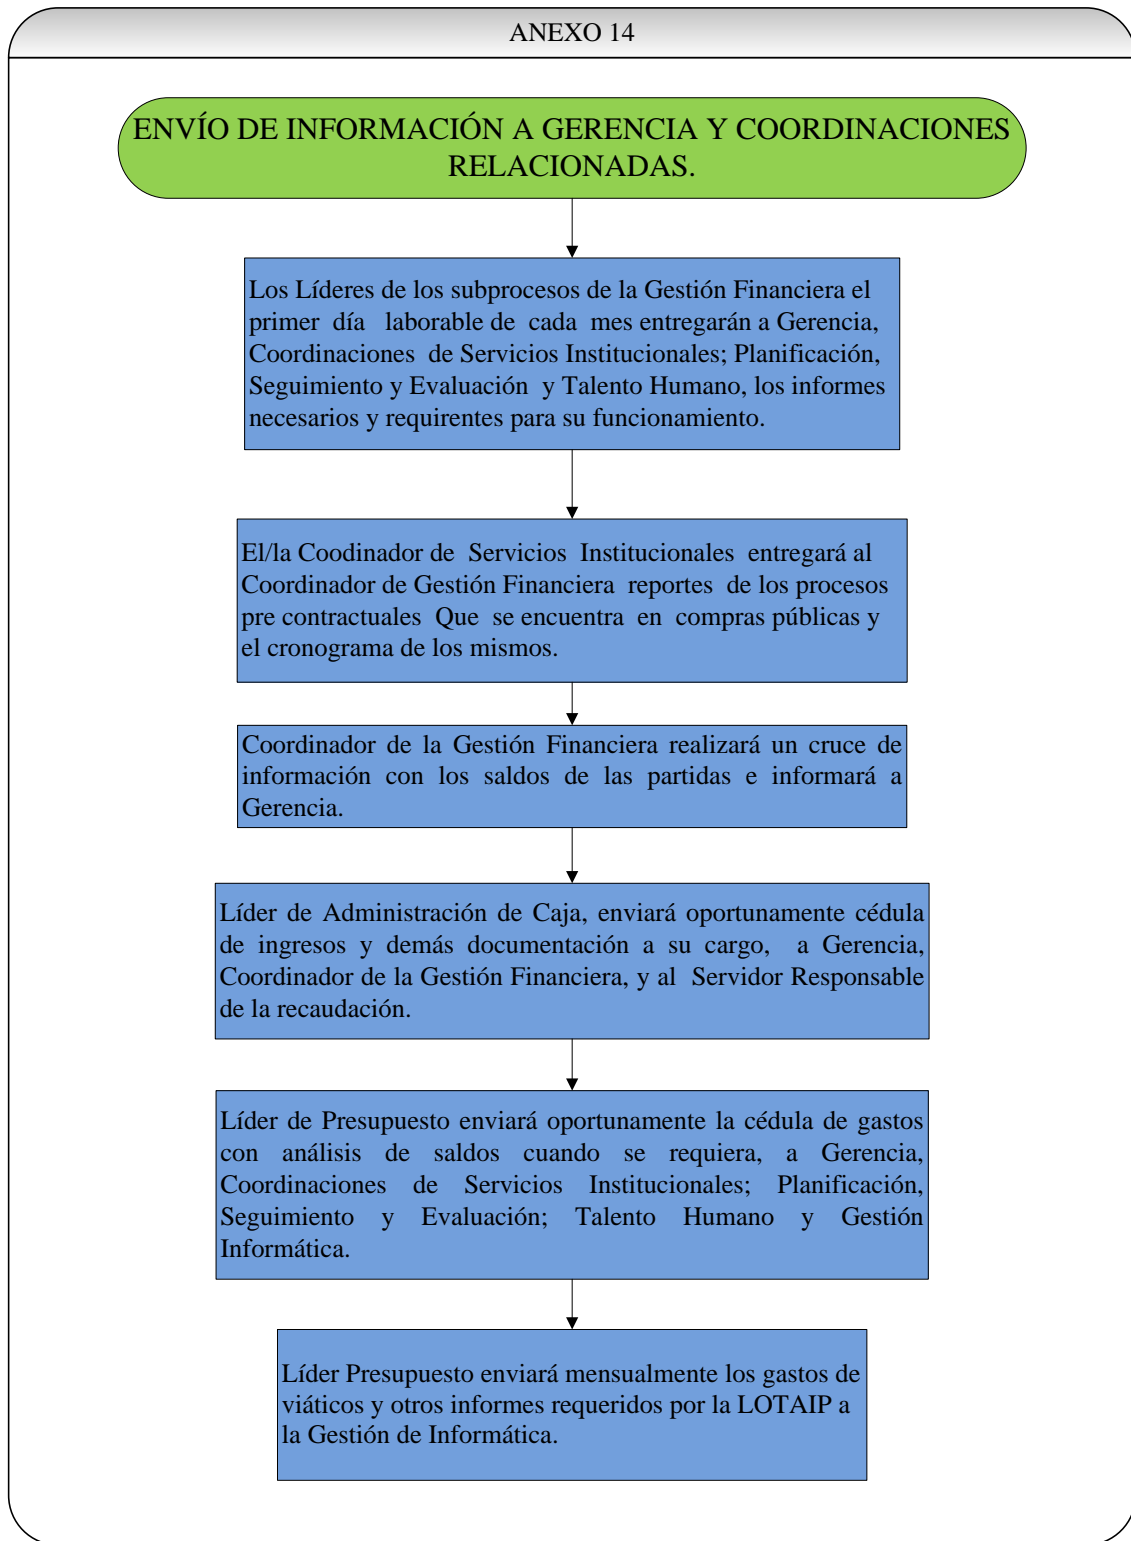 ANEXO 14
ENVÍO DE INFORMACIÓN A GERENCIA Y COORDINACIONES
RELACIONADAS.
Los Líderes de los subprocesos de la Gestión Financiera el
primer día laborable de cada mes entregarán a Gerencia,
Coordinaciones de Servicios Institucionales; Planificación,
Seguimiento y Evaluación y Talento Humano, los informes
necesarios y requirentes para su funcionamiento.
El/la Coodinador de Servicios Institucionales entregará al
Coordinador de Gestión Financiera reportes de los procesos
pre contractuales Que se encuentra en compras públicas y
el cronograma de los mismos.
Coordinador de la Gestión Financiera realizará un cruce de
información con los saldos de las partidas e informará a
Gerencia.
Líder de Administración de Caja, enviará oportunamente cédula
de ingresos y demás documentación a su cargo, a Gerencia,
Coordinador de la Gestión Financiera, y al Servidor Responsable
de la recaudación.
Líder de Presupuesto enviará oportunamente la cédula de gastos
con análisis de saldos cuando se requiera, a Gerencia,
Coordinaciones de Servicios Institucionales; Planificación,
Seguimiento y Evaluación; Talento Humano y Gestión
Informática.
Líder Presupuesto enviará mensualmente los gastos de
viáticos y otros informes requeridos por la LOTAIP a
la Gestión de Informática.